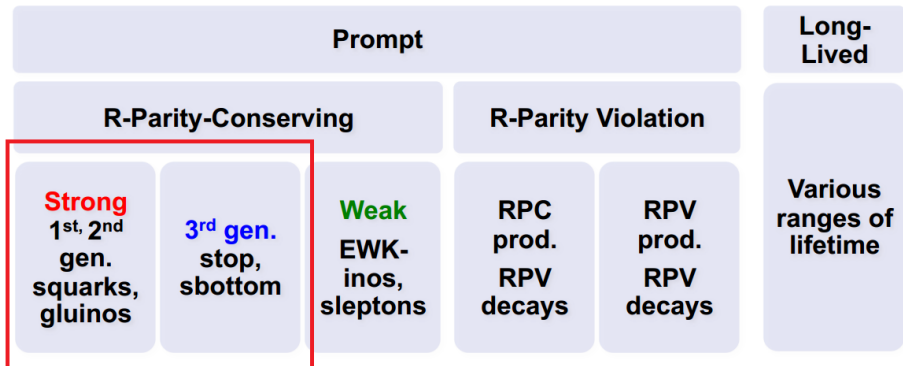 Prompt
Long-
Lived
R-Parity-Conserving
R-Parity Violation
Strong
1st, 2nd
gen.
squarks,
gluinos
3rd gen.
stop,
sbottom
Weak
EWK-
inos,
sleptons
RPC
prod.
RPV
decays
RPV
prod.
RPV
decays
Various
ranges of
lifetime